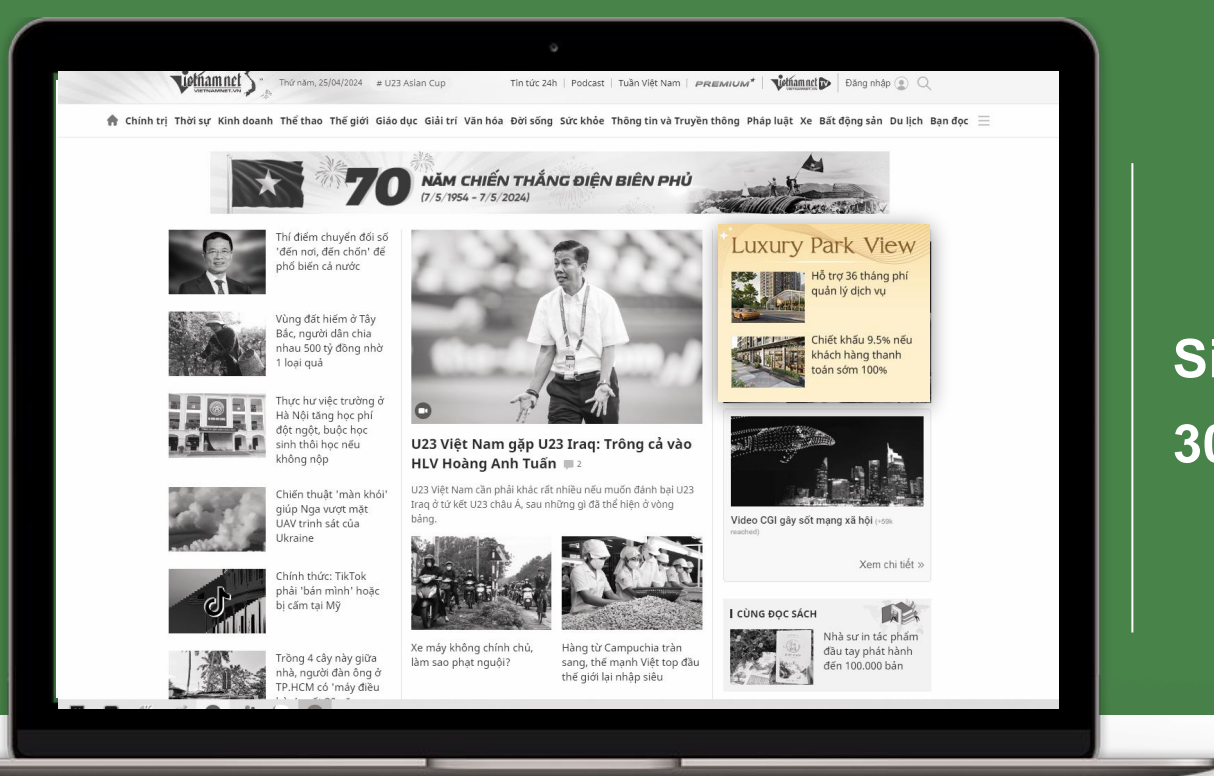 vietnamnet
VIETNAMNET.VN
Thứ năm, 25/04/2024
# U23 Asian Cup
Tin tức 24h | Podcast | Tuần Việt Nam | PREMIUM | vietnamnet TV | Đăng nhập
Chính trị Thời sự Kinh doanh Thể thao Thế giới Giáo dục Giải trí Văn hóa Đời sống Sức khỏe Thông tin và Truyền thông Pháp luật Xe Bất động sản Du lịch Bạn đọc
70 NĂM CHIẾN THẮNG ĐIỆN BIÊN PHỦ
(7/5/1954 - 7/5/2024)
Thí điểm chuyển đổi số
'đến nơi, đến chốn' để
phổ biến cả nước
Vùng đất hiếm ở Tây
Bắc, người dân chia
nhau 500 tỷ đồng nhờ
1 loại quả
Thực hư việc trường ở
Hà Nội tăng học phí
đột ngột, buộc học
sinh thôi học nếu
không nộp
Chiến thuật 'màn khói'
giúp Nga vượt mặt
UAV trinh sát của
Ukraine
Chính thức: TikTok
phải 'bán mình' hoặc
bị cấm tại Mỹ
Trồng 4 cây này giữa
nhà, người đàn ông ở
TP.HCM có 'máy điều
U23 Việt Nam gặp U23 Iraq: Trông cả vào
HLV Hoàng Anh Tuấn 2
U23 Việt Nam cần phải khác rất nhiều nếu muốn đánh bại U23
Iraq ở tứ kết U23 châu Á, sau những gì đã thể hiện ở vòng
bảng.
Xe máy không chính chủ,
làm sao phạt nguội?
Hàng từ Campuchia tràn
sang, thế mạnh Việt top đầu
thế giới lại nhập siêu
Luxury Park View
Hỗ trợ 36 tháng phí
quản lý dịch vụ
Chiết khấu 9.5% nếu
khách hàng thanh
toán sớm 100%
Video CGI gây sốt mạng xã hội (+59k
reached)
Xem chi tiết »
CÙNG ĐỌC SÁCH
Nhà sư in tác phẩm
đầu tay phát hành
đến 100.000 bản
Si
30